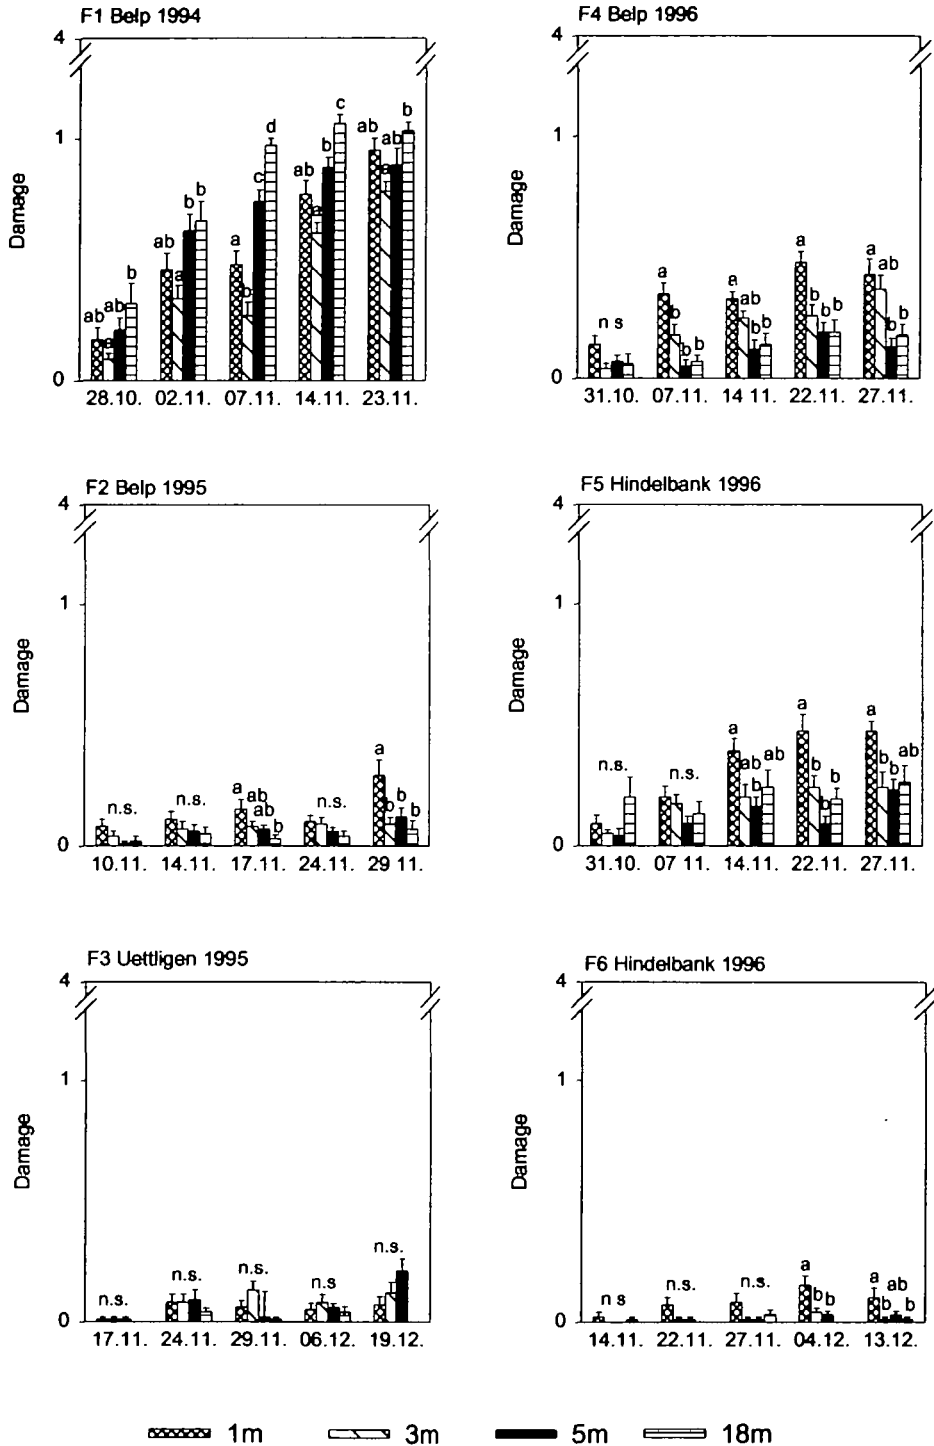 F1 Belp 1994
4
1
0
Damage
ab a ab b
ab a b b
a b c d
ab a b c
ab a ab b
28.10. 02.11. 07.11. 14.11. 23.11.
F4 Belp 1996
4
1
0
Damage
n s
a b b b
a ab b b
a b b b
a ab b b
31.10. 07.11. 14 11. 22.11. 27.11.
F2 Belp 1995
4
1
0
Damage
n.s.
n.s.
a ab ab b
n.s.
a b b b
10.11. 14.11. 17.11. 24.11. 29 11.
F5 Hindelbank 1996
4
1
0
Damage
n.s.
n.s.
a ab b ab
a b b b
a b b ab
31.10. 07 11. 14.11. 22.11. 27.11.
F3 Uettligen 1995
4
1
0
Damage
n.s.
n.s.
n.s.
n.s
n.s.
17.11. 24.11. 29.11. 06.12. 19.12.
F6 Hindelbank 1996
4
1
0
Damage
n s
n.s.
n.s.
a b b
a b ab b
14.11. 22.11. 27.11. 04.12. 13.12.
1m 3m 5m 18m